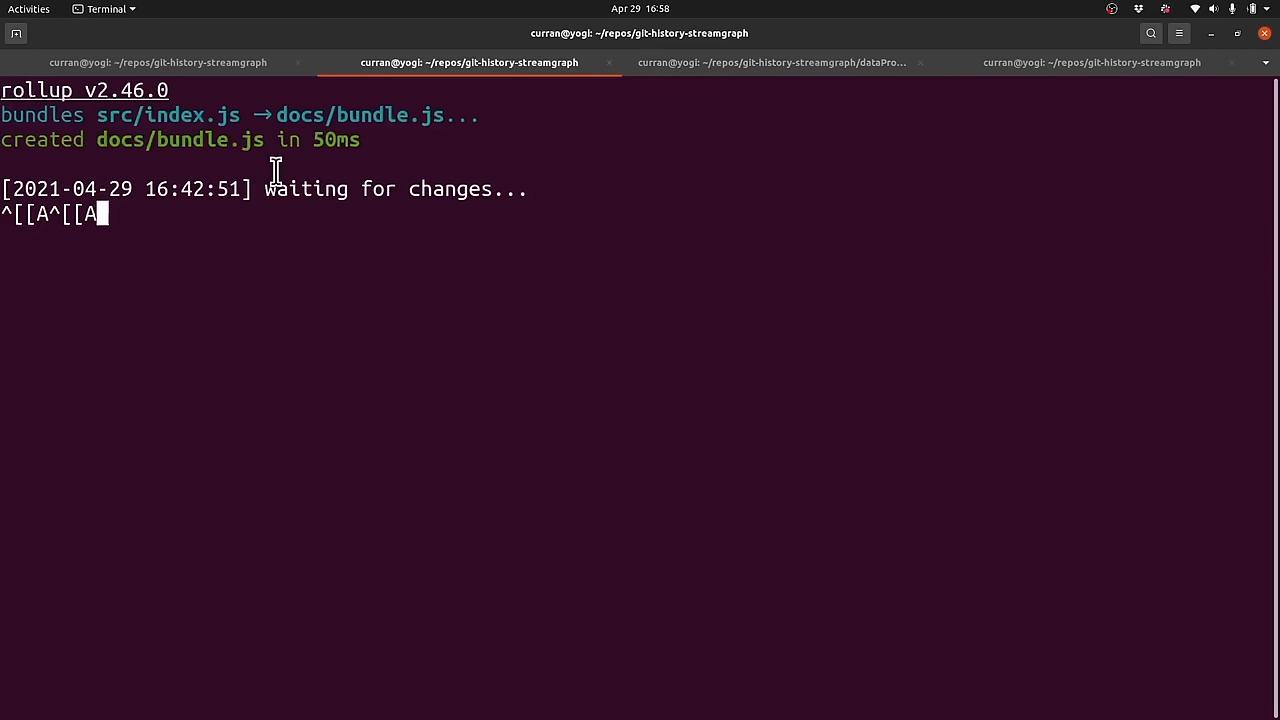 Activities
Terminal
Apr 29 16:58
curran@yogi: ~/repos/git-history-streamgraph
curran@yogi: ~/repos/git-history-streamgraph
curran@yogi: ~/repos/git-history-streamgraph
curran@yogi: ~/repos/git-history-streamgraph/dataPro...
curran@yogi: ~/repos/git-history-streamgraph
rollup v2.46.0
bundles src/index.js → docs/bundle.js...
created docs/bundle.js in 50ms
[2021-04-29 16:42:51] waiting for changes...
^[[A^[[A